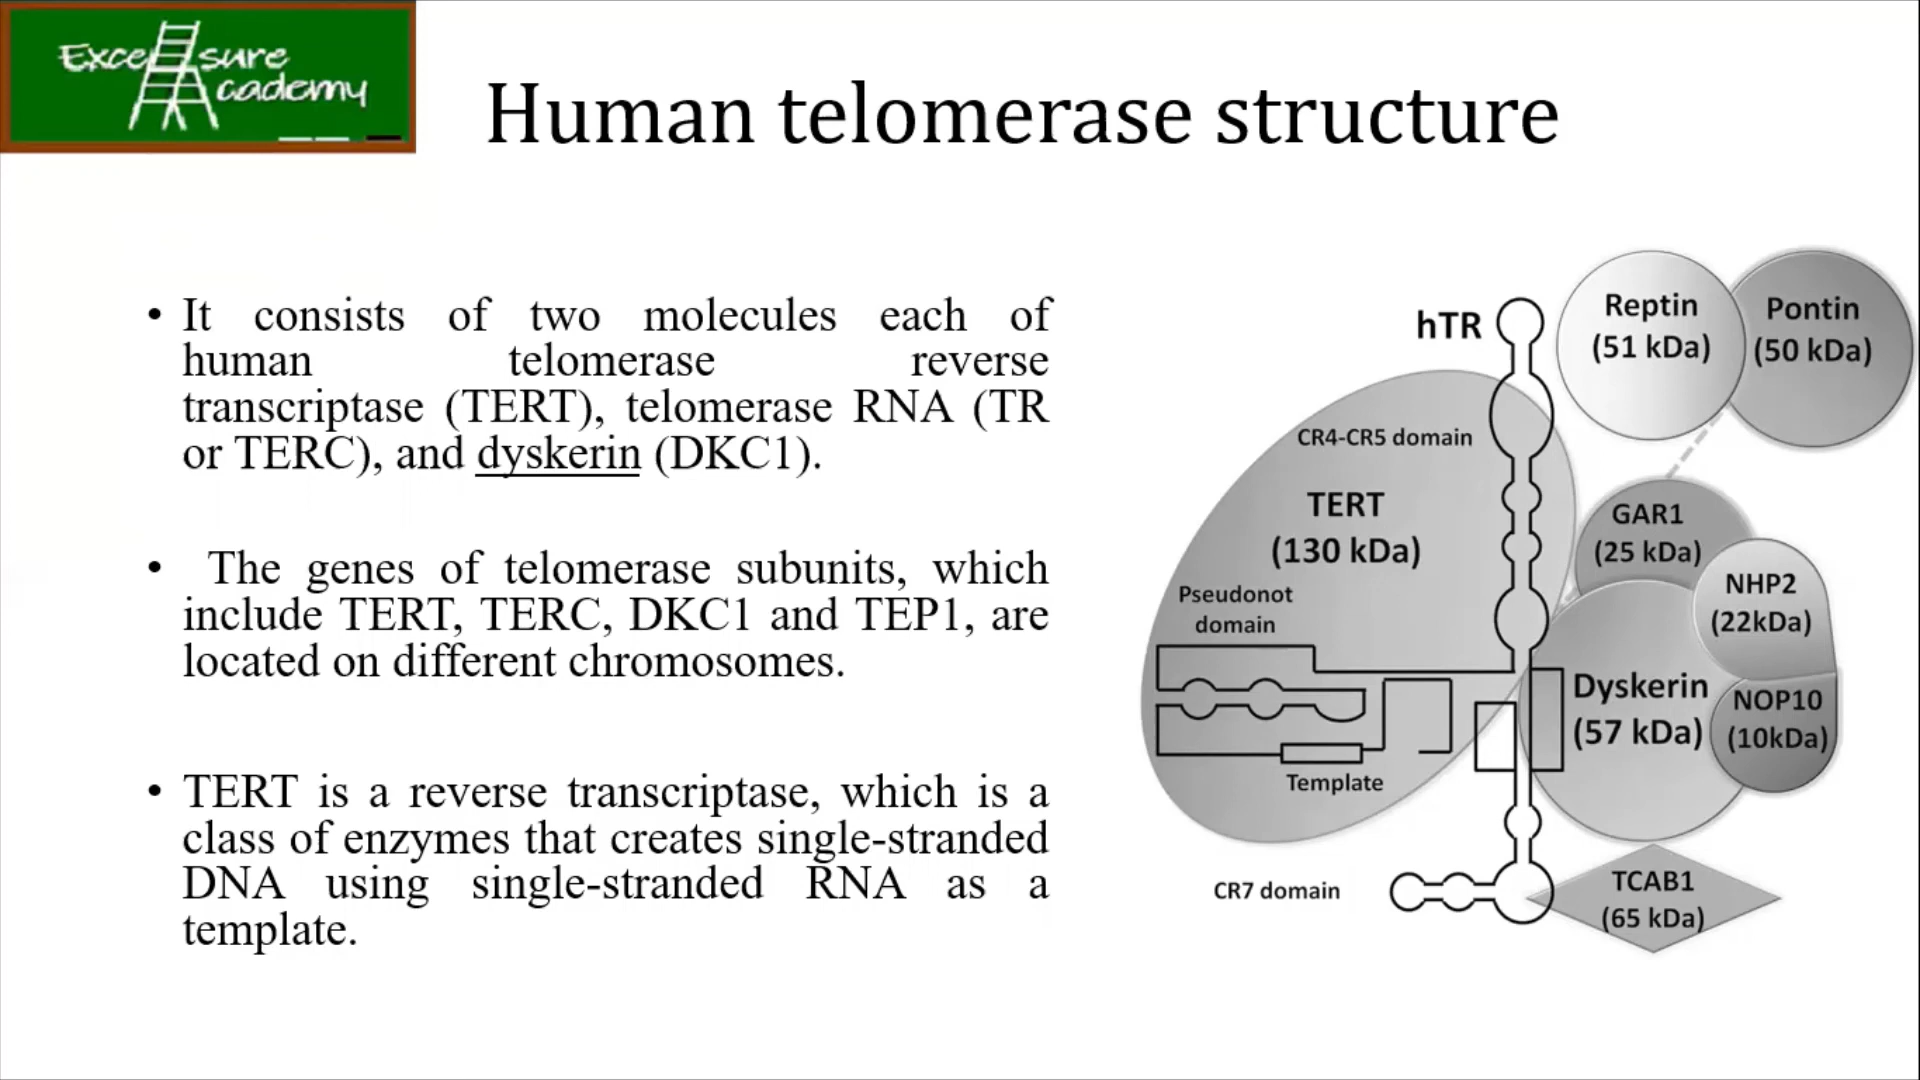 Excellsure
Academy
Human telomerase structure
• It consists of two molecules each of
human telomerase reverse
transcriptase (TERT), telomerase RNA (TR
or TERC), and dyskerin (DKC1).
• The genes of telomerase subunits, which
include TERT, TERC, DKC1 and TEP1, are
located on different chromosomes.
• TERT is a reverse transcriptase, which is a
class of enzymes that creates single-stranded
DNA using single-stranded RNA as a
template.
hTR
Reptin
(51 kDa)
Pontin
(50 kDa)
CR4-CR5 domain
TERT
(130 kDa)
GAR1
(25 kDa)
NHP2
(22kDa)
Pseudonot
domain
Dyskerin
(57 kDa)
NOP10
(10kDa)
Template
CR7 domain
TCAB1
(65 kDa)